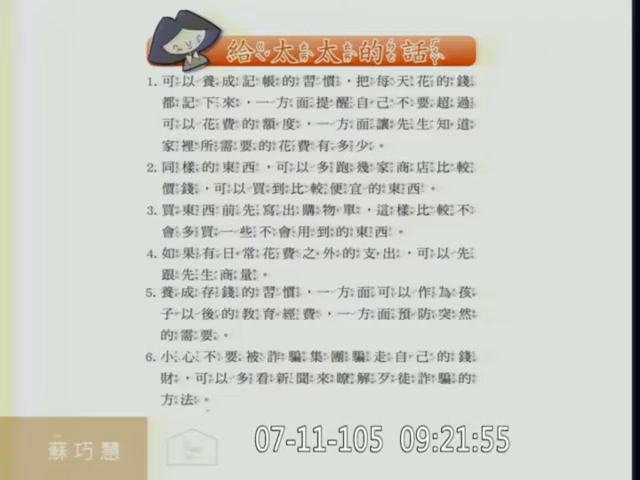 給太太的話
1. 可以養成記帳的習慣，把每天花的錢
都記下來，一方面提醒自己不要超過
可以花費的額度，一方面讓先生知道
家裡所需要的花費有多少。
2. 同樣的東西，可以多跑幾家商店比較
價錢，可以買到比較便宜的東西。
3. 買東西前先寫出購物單，這樣比較不
會多買一些不會用到的東西。
4. 如果有日常花費之外的支出，可以先
跟先生商量。
5. 養成存錢的習慣，一方面可以作為孩
子以後的教育經費，一方面預防突然
的需要。
6. 小心不要被詐騙集團騙走自己的錢
財，可以多看新聞來瞭解歹徒詐騙的
方法。
蘇巧慧
07-11-105 09:21:55